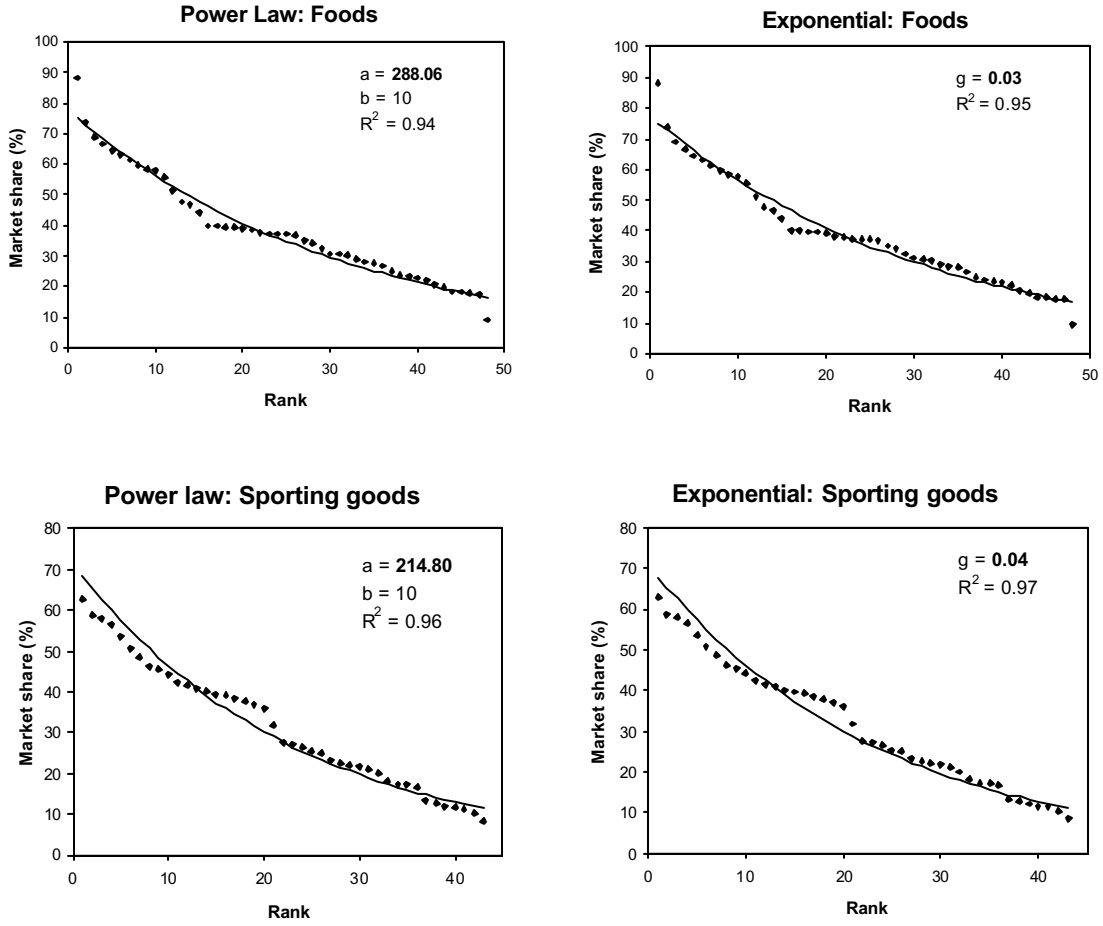 Power Law: Foods
100
90
80
70
60
50
40
30
20
10
0
Market share (%)
a = 288.06
b = 10
R² = 0.94
0 10 20 30 40 50
Rank
Exponential: Foods
100
90
80
70
60
50
40
30
20
10
0
Market share (%)
g = 0.03
R² = 0.95
0 10 20 30 40 50
Rank
Power law: Sporting goods
80
70
60
50
40
30
20
10
0
Market share (%)
a = 214.80
b = 10
R² = 0.96
0 10 20 30 40
Rank
Exponential: Sporting goods
80
70
60
50
40
30
20
10
0
Market share (%)
g = 0.04
R² = 0.97
0 10 20 30 40
Rank